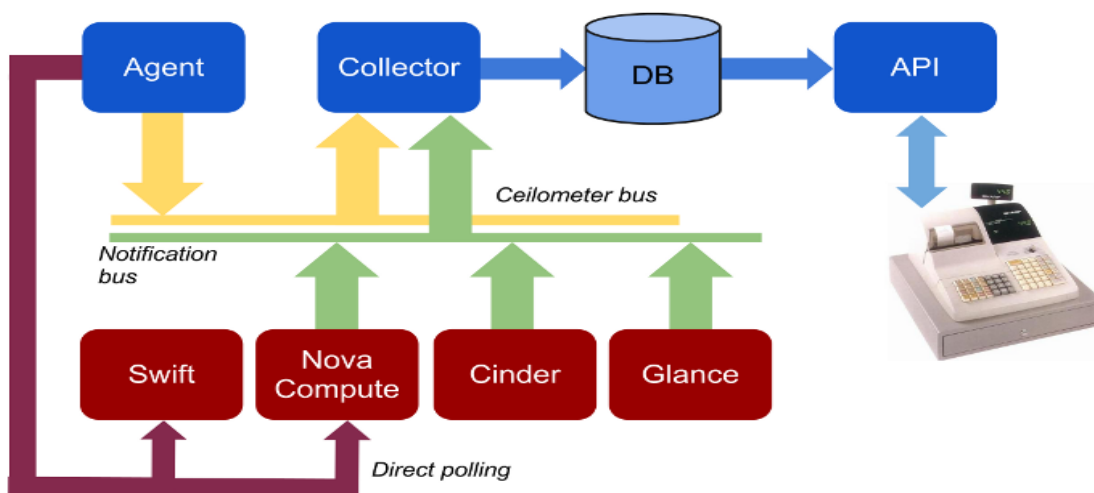 Agent
Collector
DB
API
Ceilometer bus
Notification
bus
Swift
Nova
Compute
Cinder
Glance
Direct polling